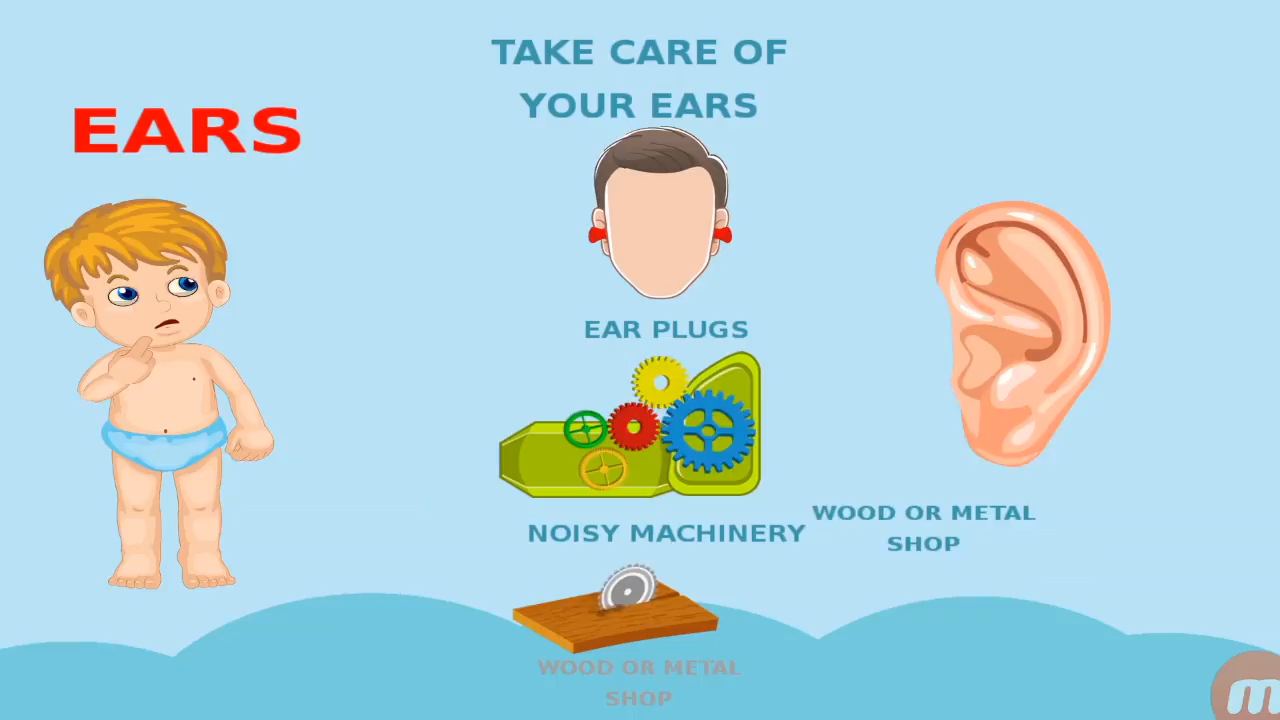 TAKE CARE OF
YOUR EARS
EARS
EAR PLUGS
NOISY MACHINERY
WOOD OR METAL
SHOP
WOOD OR METAL
SHOP
m